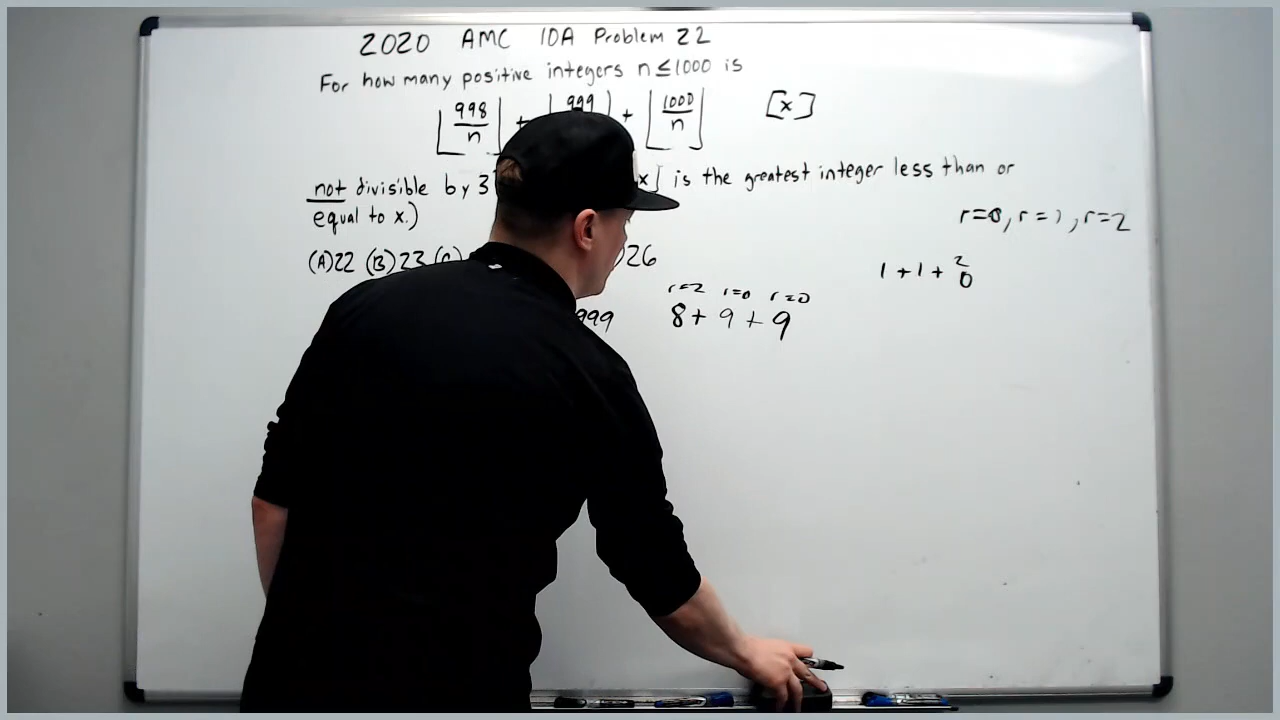 2020 AMC 10A Problem 22
For how many positive integers n ≤ 1000 is
⌊998/n⌋ + ⌊999 + ⌊1000/n⌋ [x]
not divisible by 3 x⌋ is the greatest integer less than or
equal to x.)
r=0, r=1, r=2
(A)22 (B)23 (C) )26
1 + 1 + 2 0
r=2 r=0 r=0
999 8 + 9 + 9